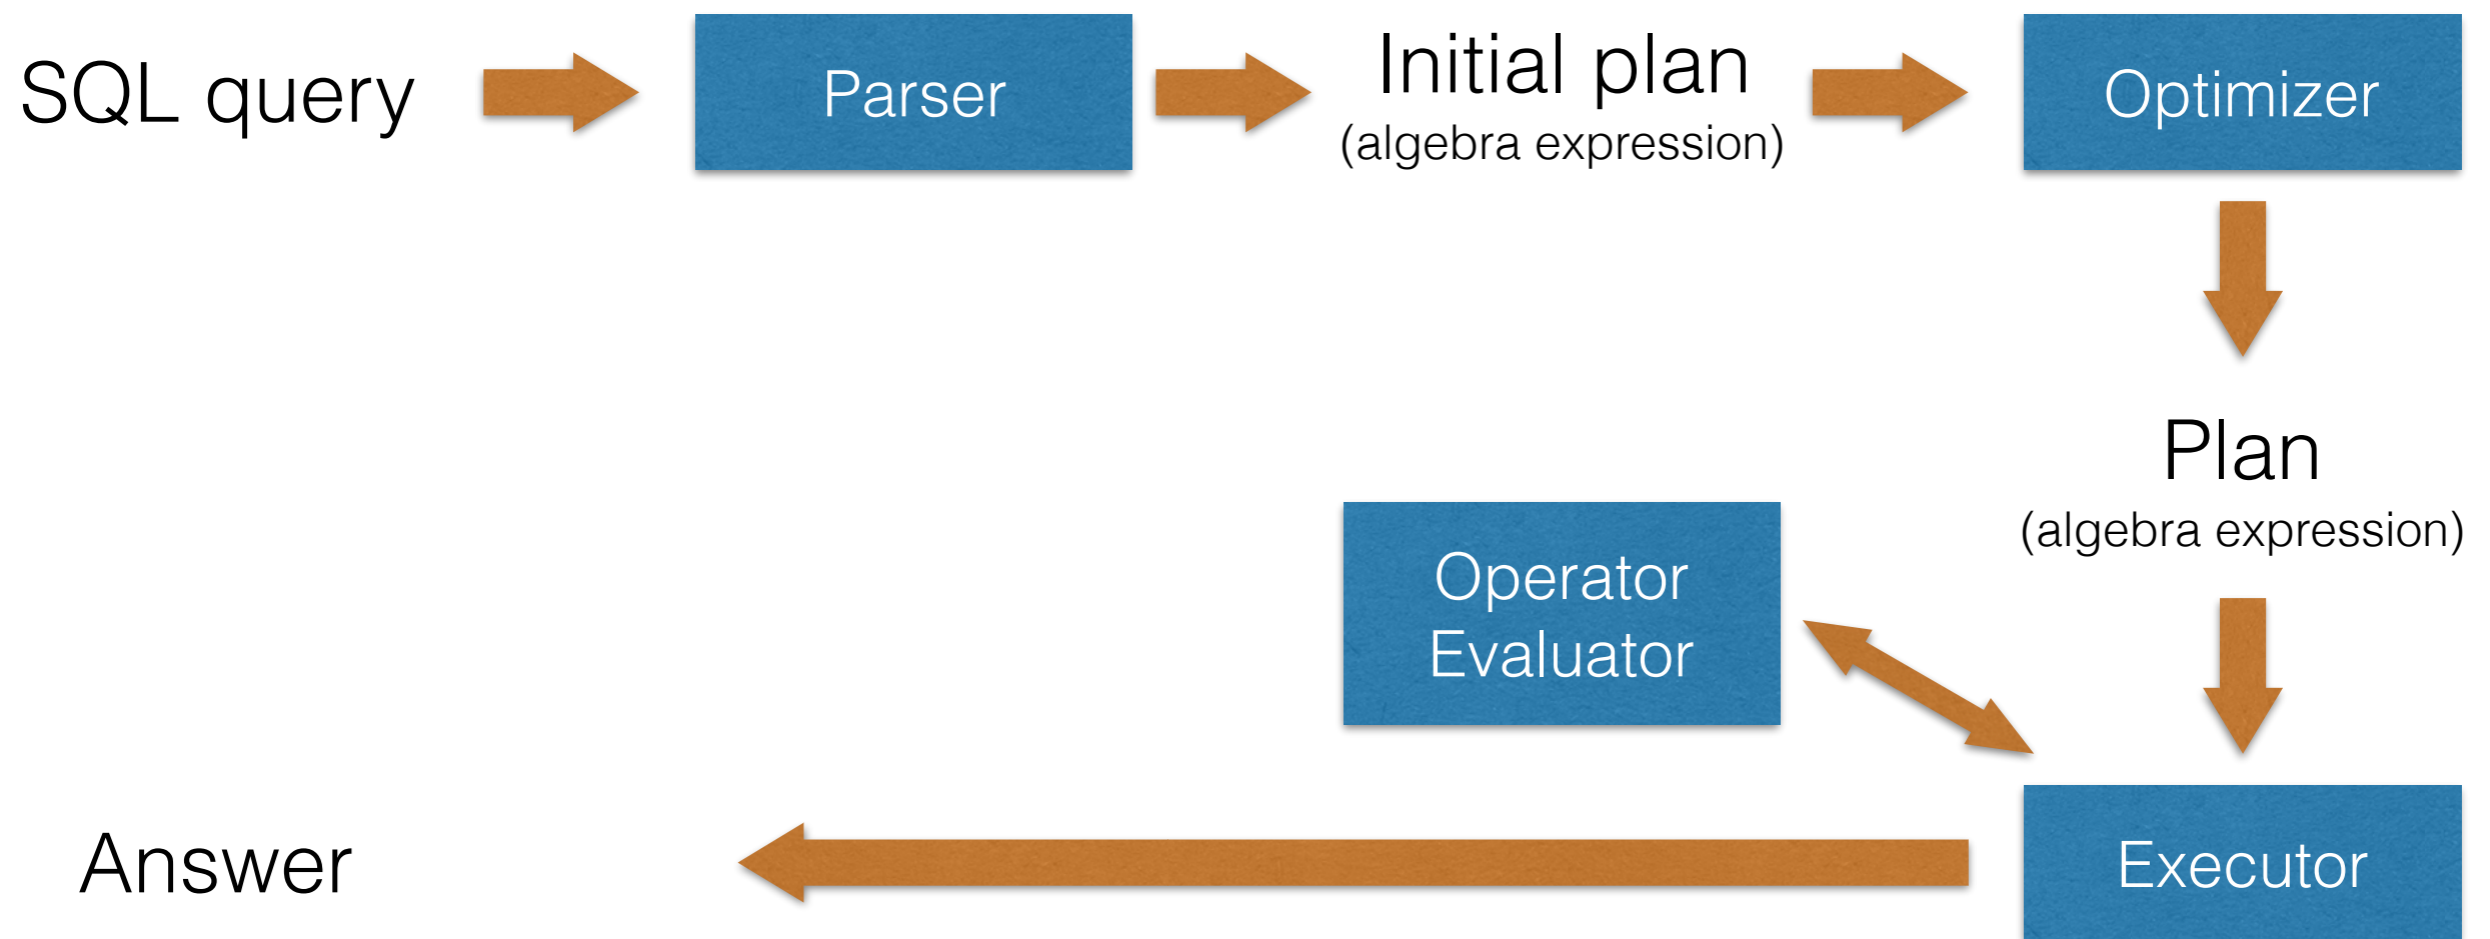 SQL query
Parser
Initial plan
(algebra expression)
Optimizer
Plan
(algebra expression)
Operator
Evaluator
Executor
Answer